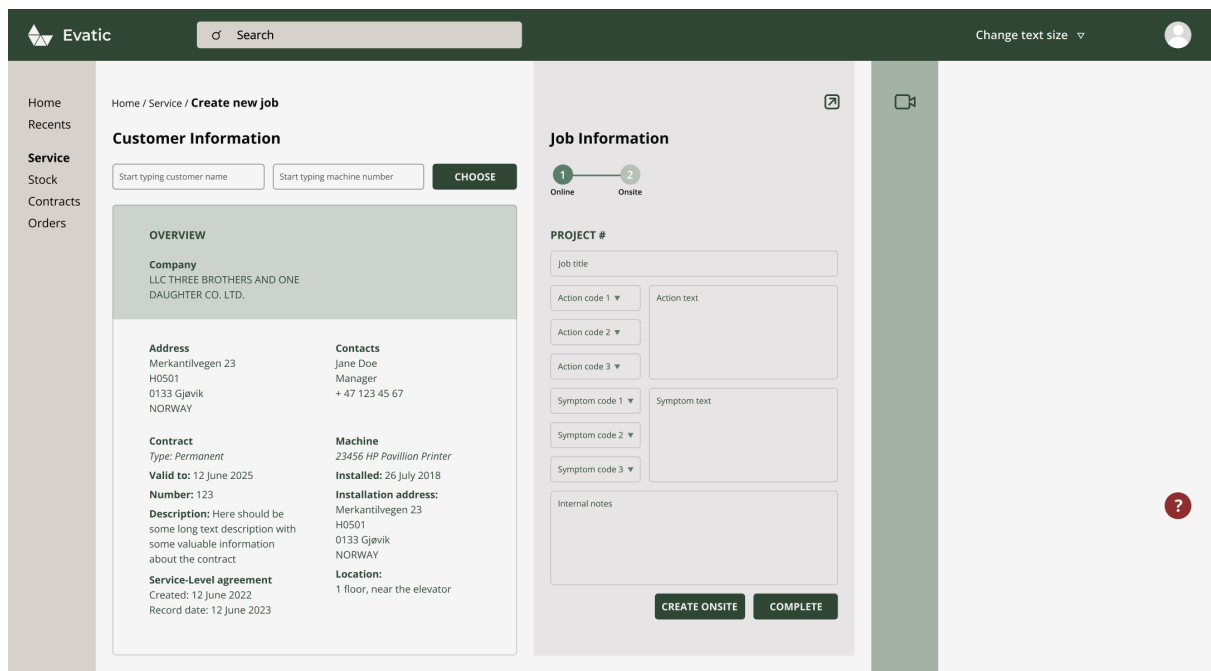 Evatic
Search
Change text size
Home
Recents
Service
Stock
Contracts
Orders
Home / Service / Create new job
Customer Information
Start typing customer name
Start typing machine number
CHOOSE
OVERVIEW
Company
LLC THREE BROTHERS AND ONE
DAUGHTER CO. LTD.
Address
Merkantilvegen 23
H0501
0133 Gjøvik
NORWAY
Contacts
Jane Doe
Manager
+ 47 123 45 67
Contract
Type: Permanent
Valid to: 12 June 2025
Number: 123
Description: Here should be
some long text description with
some valuable information
about the contract
Service-Level agreement
Created: 12 June 2022
Record date: 12 June 2023
Machine
23456 HP Pavillion Printer
Installed: 26 July 2018
Installation address:
Merkantilvegen 23
H0501
0133 Gjøvik
NORWAY
Location:
1 floor, near the elevator
Job Information
1
2
Online
Onsite
PROJECT #
Job title
Action code 1
Action code 2
Action code 3
Action text
Symptom code 1
Symptom code 2
Symptom code 3
Symptom text
Internal notes
CREATE ONSITE
COMPLETE
?